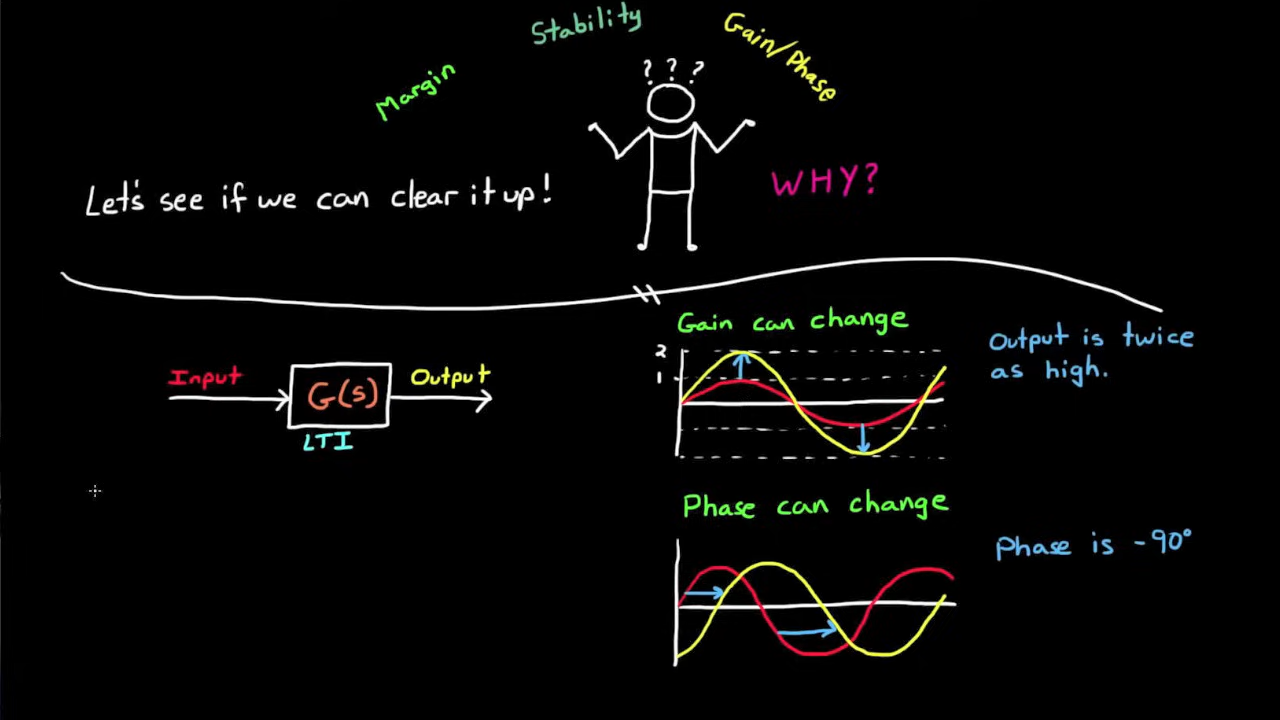 Stability
Gain/Phase
Margin
? ? ?
WHY?
Let's see if we can clear it up!
Gain can change
2
1
Output is twice
as high.
Input
G(s)
Output
LTI
Phase can change
Phase is -90°